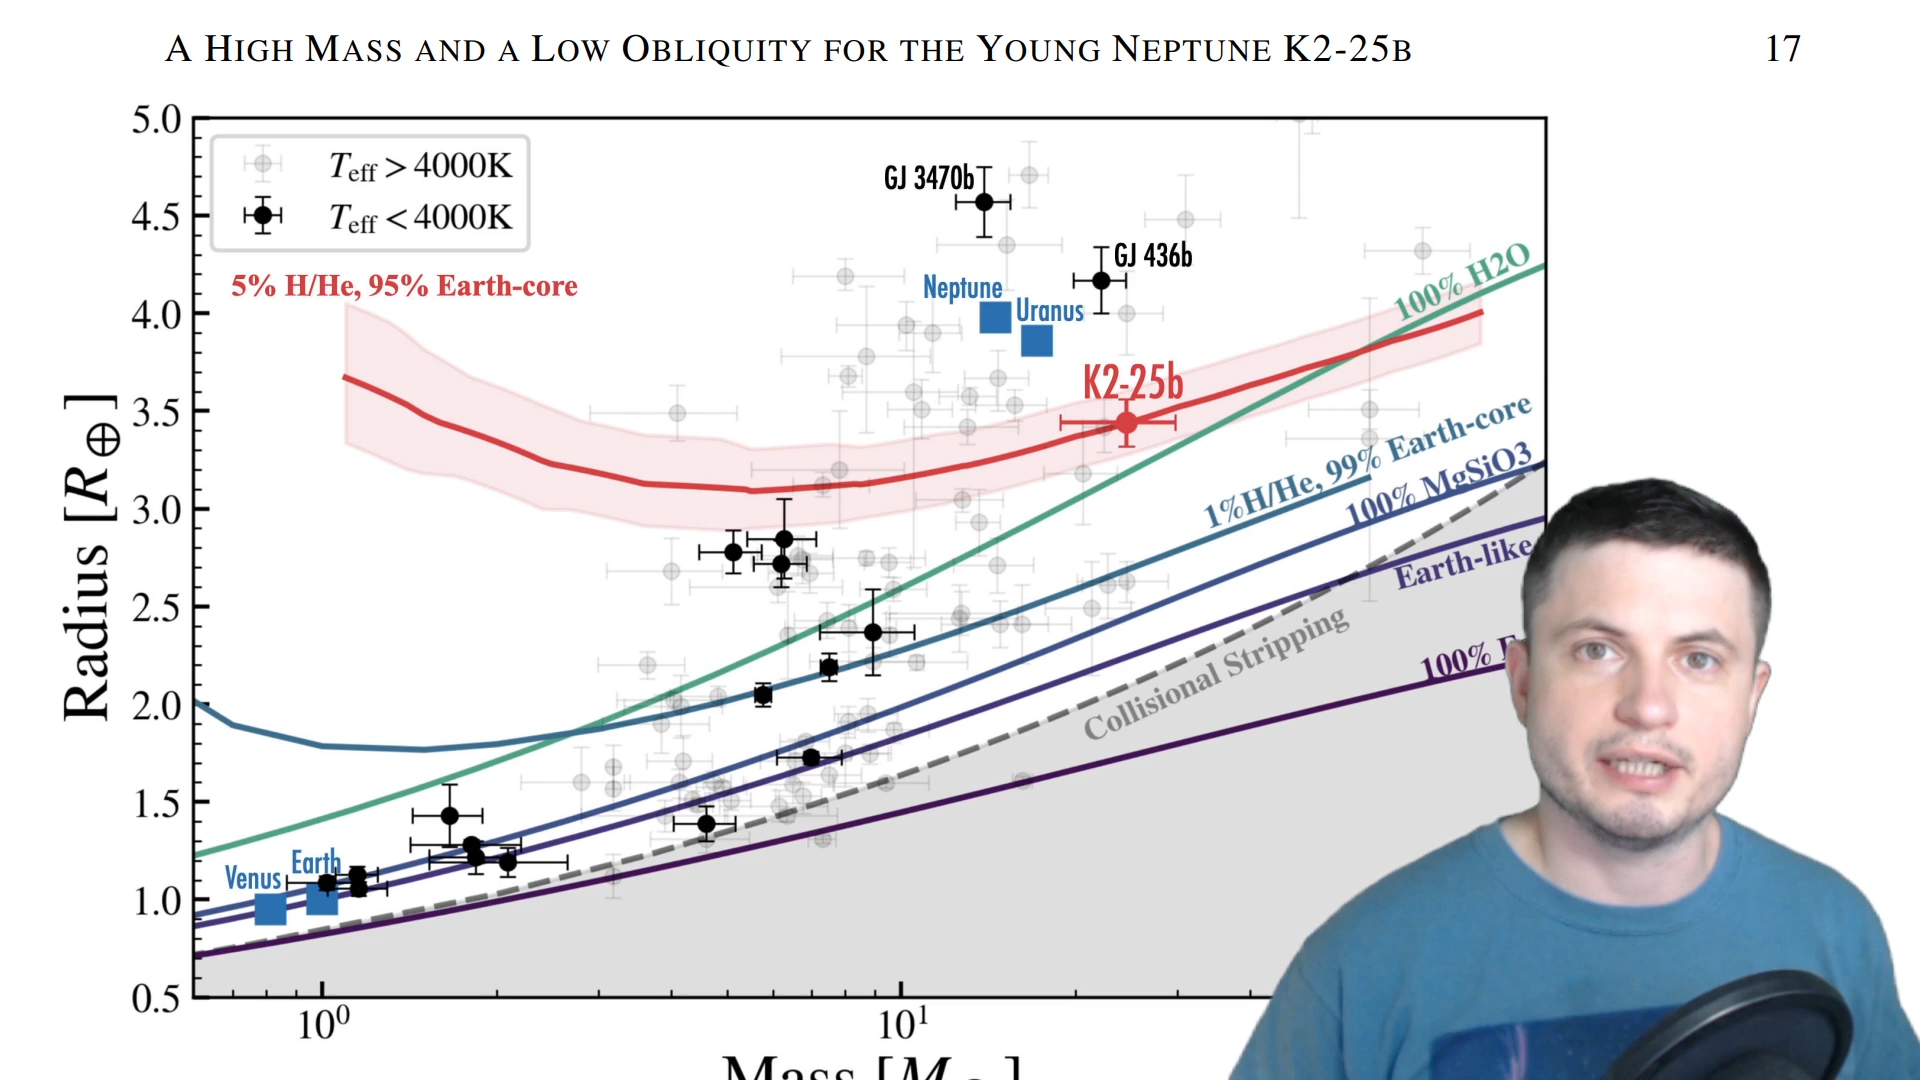 A HIGH MASS AND A LOW OBLIQUITY FOR THE YOUNG NEPTUNE K2-25B 17
5.0
Teff > 4000K
Teff < 4000K
GJ 3470b
4.5
GJ 436b
5% H/He, 95% Earth-core
100% H2O
Neptune
Uranus
4.0
K2-25b
3.5
1%H/He, 99% Earth-core
100% MgSiO3
3.0
Earth-like
2.5
Collisional Stripping
100%
2.0
1.5
Venus
Earth
1.0
0.5
10⁰ 10¹
Radius [R⊕]
Mass [M